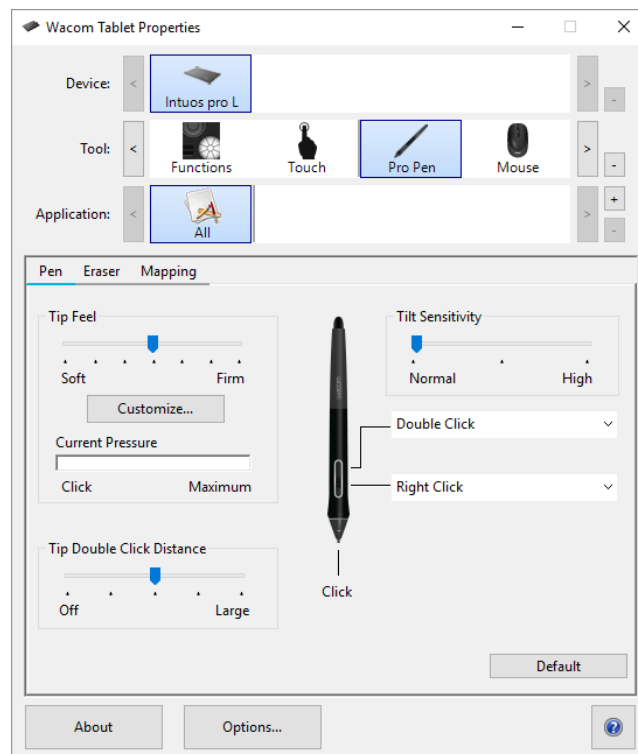 Wacom Tablet Properties
Device:
<
Intuos pro L
>
-
Tool:
<
Functions
Touch
Pro Pen
Mouse
>
-
Application:
<
All
>
+
-
Pen Eraser Mapping
Tip Feel
Soft Firm
Customize...
Current Pressure
Click Maximum
Tip Double Click Distance
Off Large
wacom
Click
Tilt Sensitivity
Normal High
Double Click
Right Click
Default
About
Options...
?